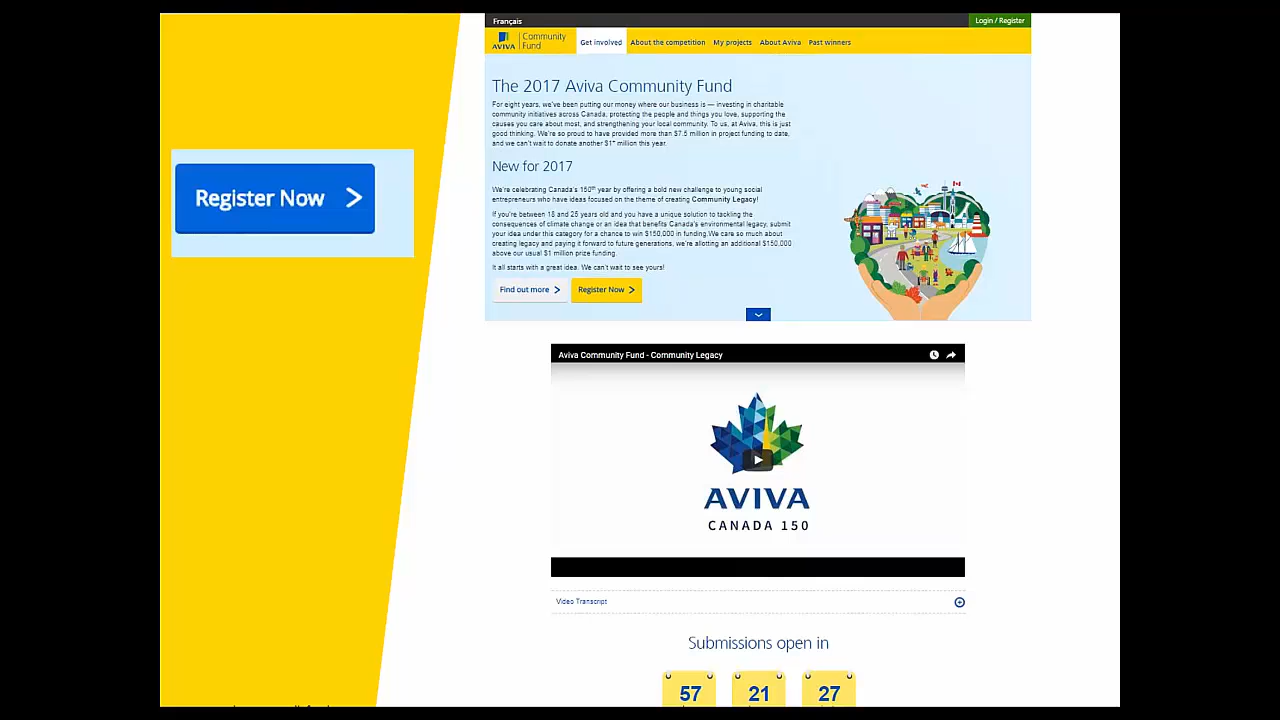 Register Now
Français
Login / Register
AVIVA
Community
Fund
Get involved
About the competition
My projects
About Aviva
Past winners
The 2017 Aviva Community Fund
For eight years, we've been putting our money where our business is — investing in charitable
community initiatives across Canada, protecting the people and things you love, supporting the
causes you care about most, and strengthening your local community. To us, at Aviva, this is just
good thinking. We're so proud to have provided more than $7.5 million in project funding to date,
and we can't wait to donate another $1* million this year.
New for 2017
We're celebrating Canada's 150th year by offering a bold new challenge to young social
entrepreneurs who have ideas focused on the theme of creating Community Legacy!
If you're between 18 and 25 years old and you have a unique solution to tackling the
consequences of climate change or an idea that benefits Canada's environmental legacy, submit
your idea under this category for a chance to win $150,000 in funding.We care so much about
creating legacy and paying it forward to future generations, we're allotting an additional $150,000
above our usual $1 million prize funding.
It all starts with a great idea. We can't wait to see yours!
Find out more
Register Now
Aviva Community Fund - Community Legacy
AVIVA
CANADA 150
Video Transcript
Submissions open in
57 21 27